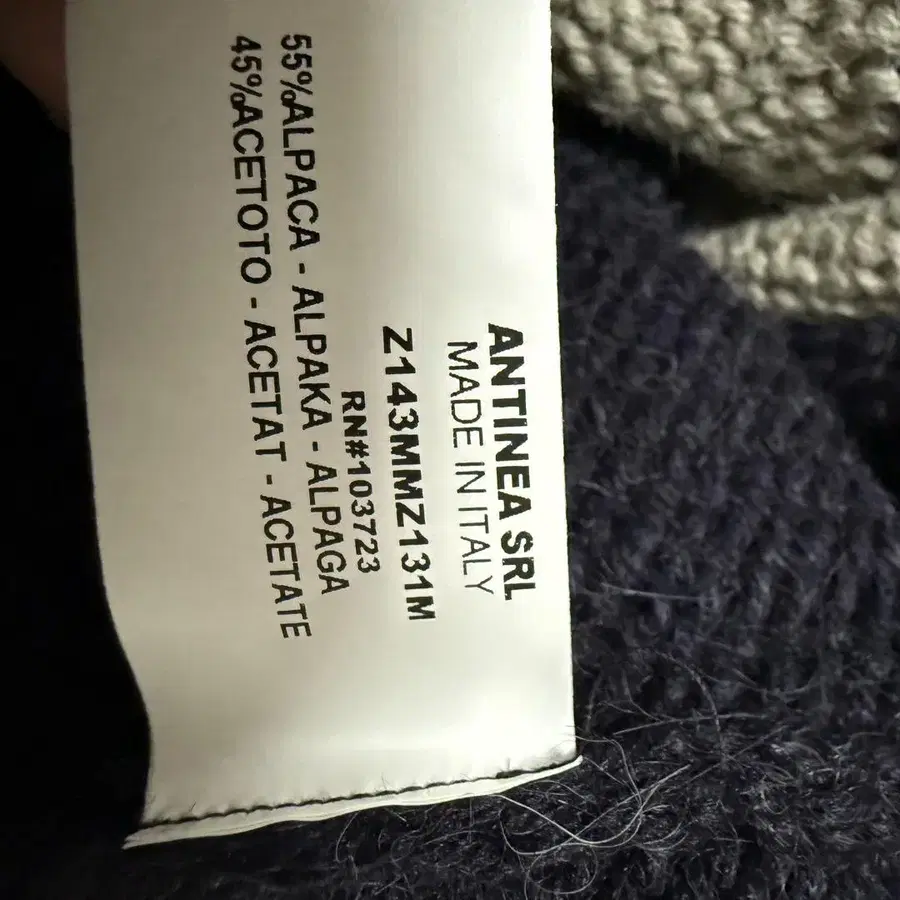 ANTINEA SRL
MADE IN ITALY
Z143MMZ131M
RN#103723
55%ALPACA - ALPAKA - ALPAGA
45%ACETOTO - ACETAT - ACETATE